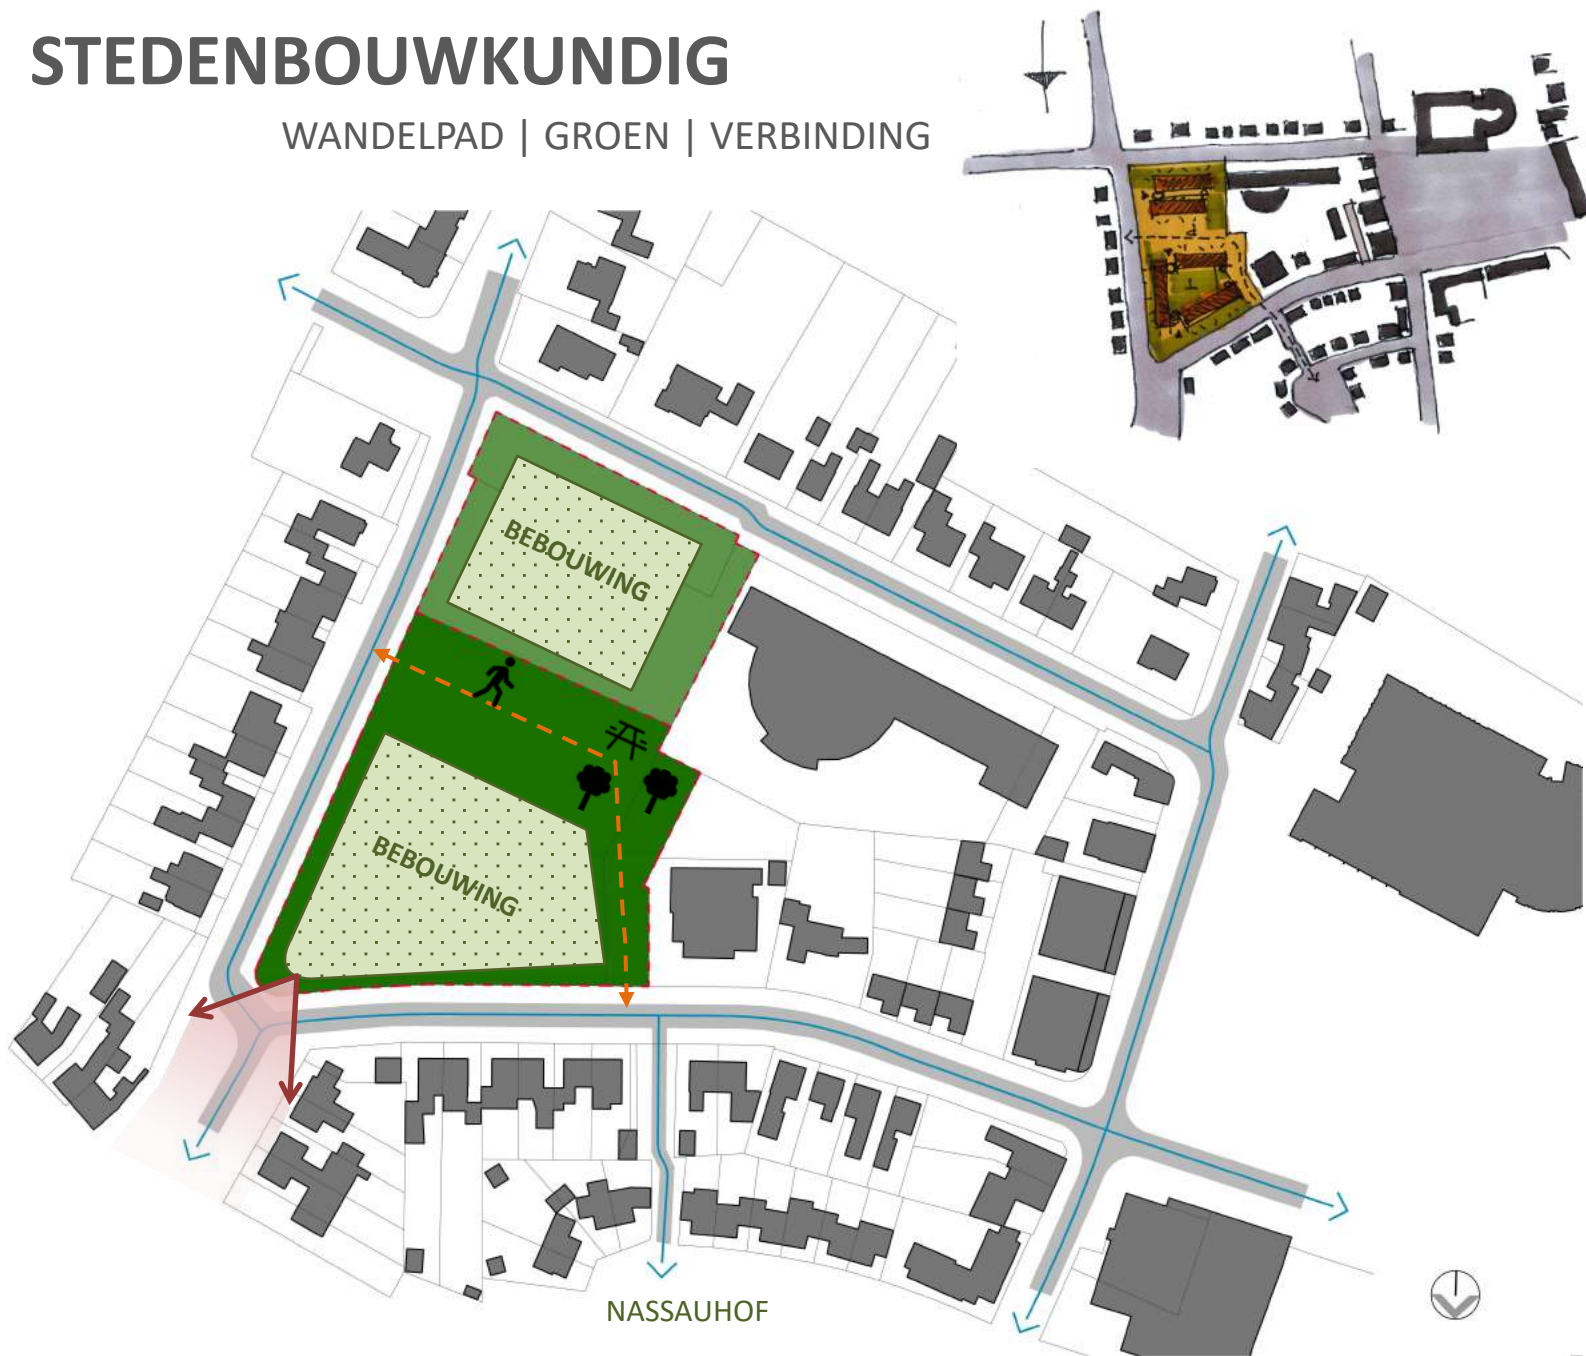 STEDENBOUWKUNDIG
WANDELPAD | GROEN | VERBINDING
BEBOUWING
BEBOUWING
NASSAUHOF